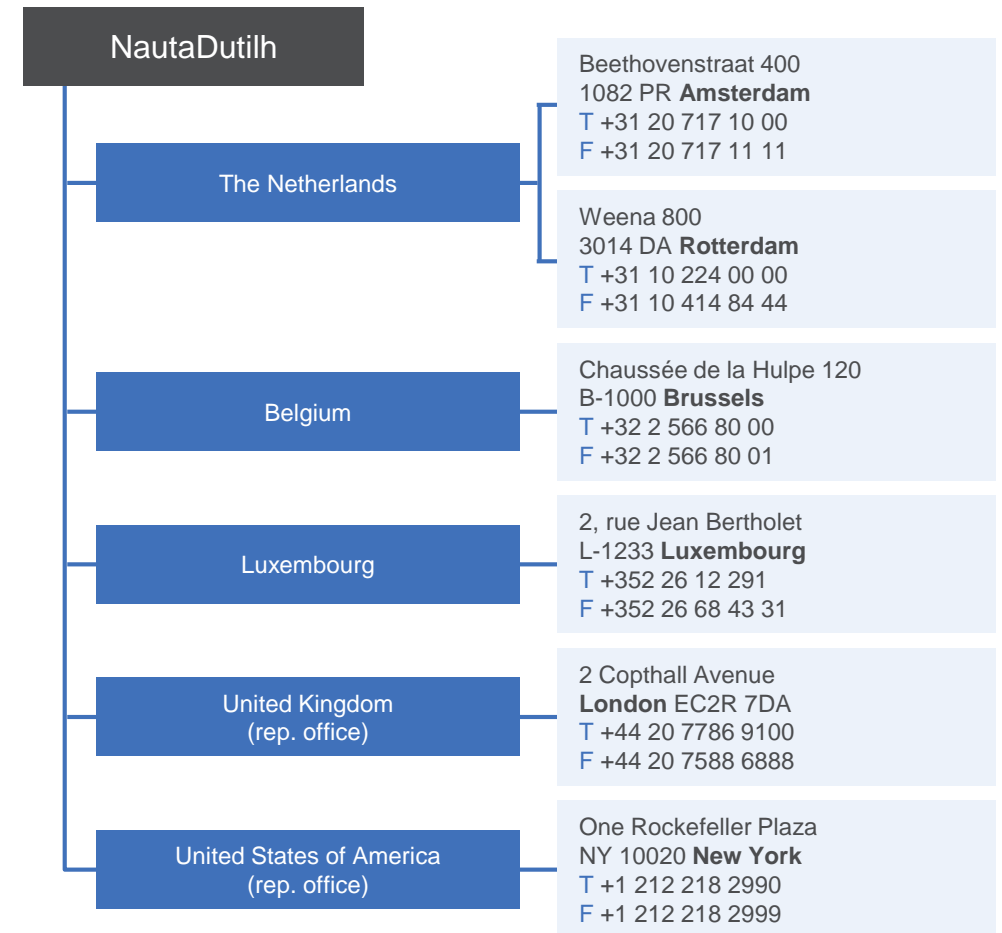 NautaDutilh
The Netherlands
Beethovenstraat 400
1082 PR Amsterdam
T +31 20 717 10 00
F +31 20 717 11 11
Weena 800
3014 DA Rotterdam
T +31 10 224 00 00
F +31 10 414 84 44
Belgium
Chaussée de la Hulpe 120
B-1000 Brussels
T +32 2 566 80 00
F +32 2 566 80 01
Luxembourg
2, rue Jean Bertholet
L-1233 Luxembourg
T +352 26 12 291
F +352 26 68 43 31
United Kingdom
(rep. office)
2 Copthall Avenue
London EC2R 7DA
T +44 20 7786 9100
F +44 20 7588 6888
United States of America
(rep. office)
One Rockefeller Plaza
NY 10020 New York
T +1 212 218 2990
F +1 212 218 2999